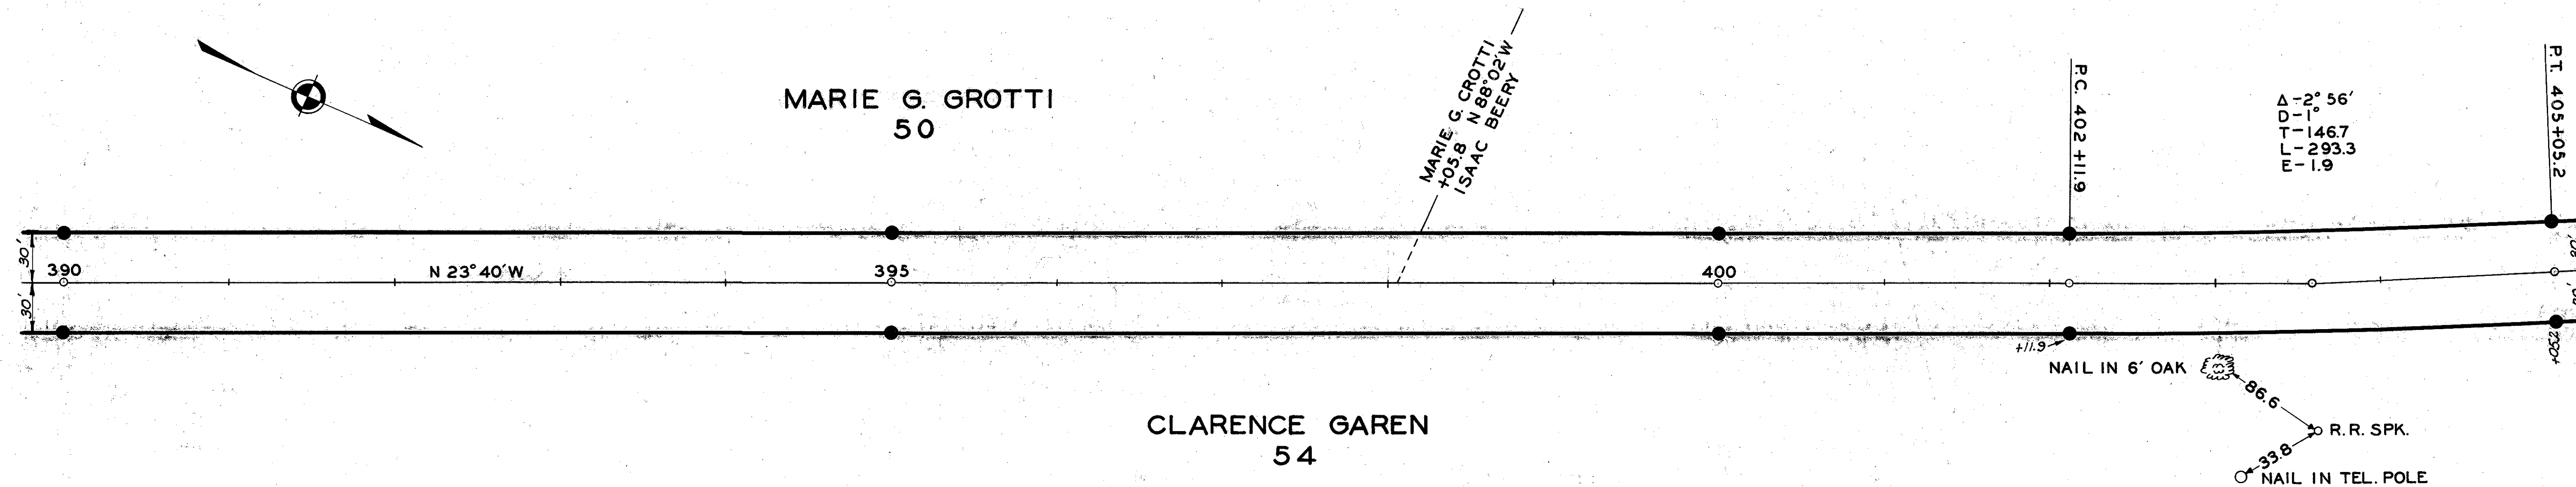 MARIE G. GROTTI
50
MARIE G. CROTTI
+05.8 N 88°02'W
ISAAC BEERY
P.C. 402 +11.9
Δ-2° 56'
D-1°
T-146.7
L-293.3
E-1.9
P.T. 405+05.2
30'
30'
390
N 23°40'W
395
400
+11.9
NAIL IN 6' OAK
86.6
R.R. SPK.
33.8
NAIL IN TEL. POLE
CLARENCE GAREN
54